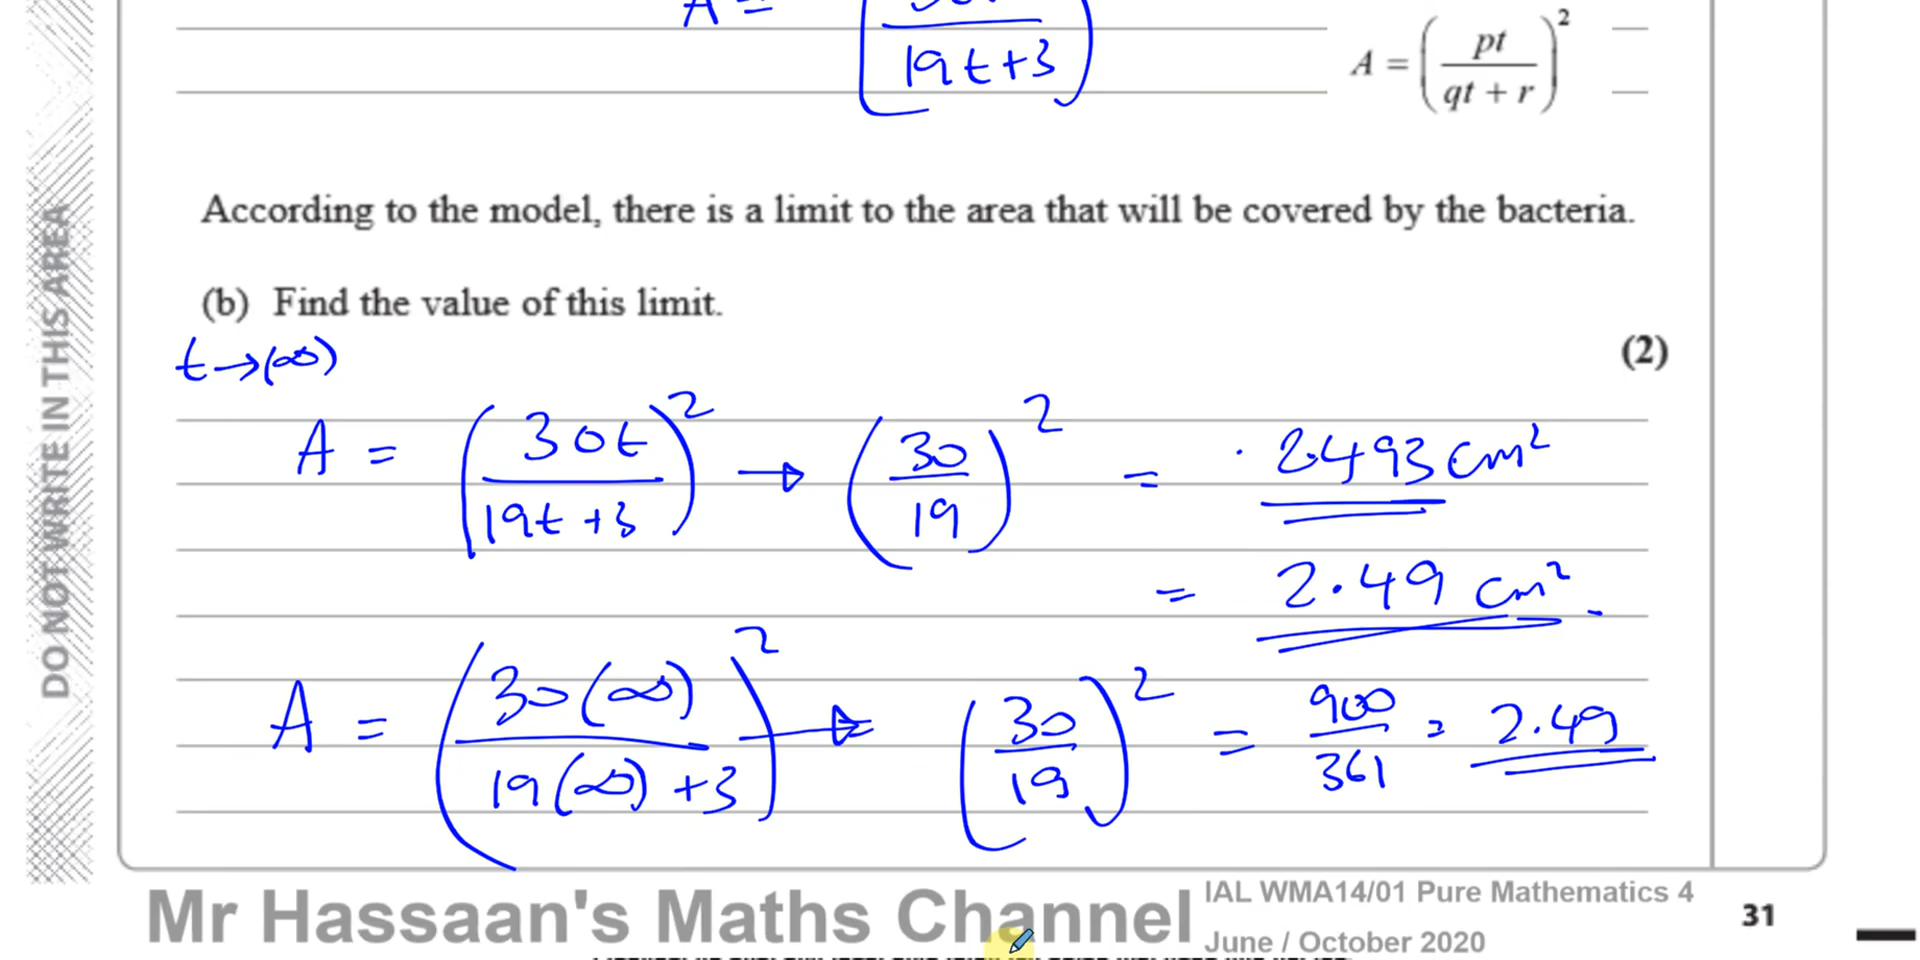 A =
19t+3
A = (pt / qt + r)²
According to the model, there is a limit to the area that will be covered by the bacteria.
(b) Find the value of this limit.
t→(∞)
(2)
A = (30t / 19t+3)² → (30/19)² = 2.493 cm²
= 2.49 cm².
A = (30(∞) / 19(∞)+3)² → (30/19)² = 900/361 = 2.49
DO NOT WRITE IN THIS AREA
Mr Hassaan's Maths Channel
IAL WMA14/01 Pure Mathematics 4
June / October 2020
31